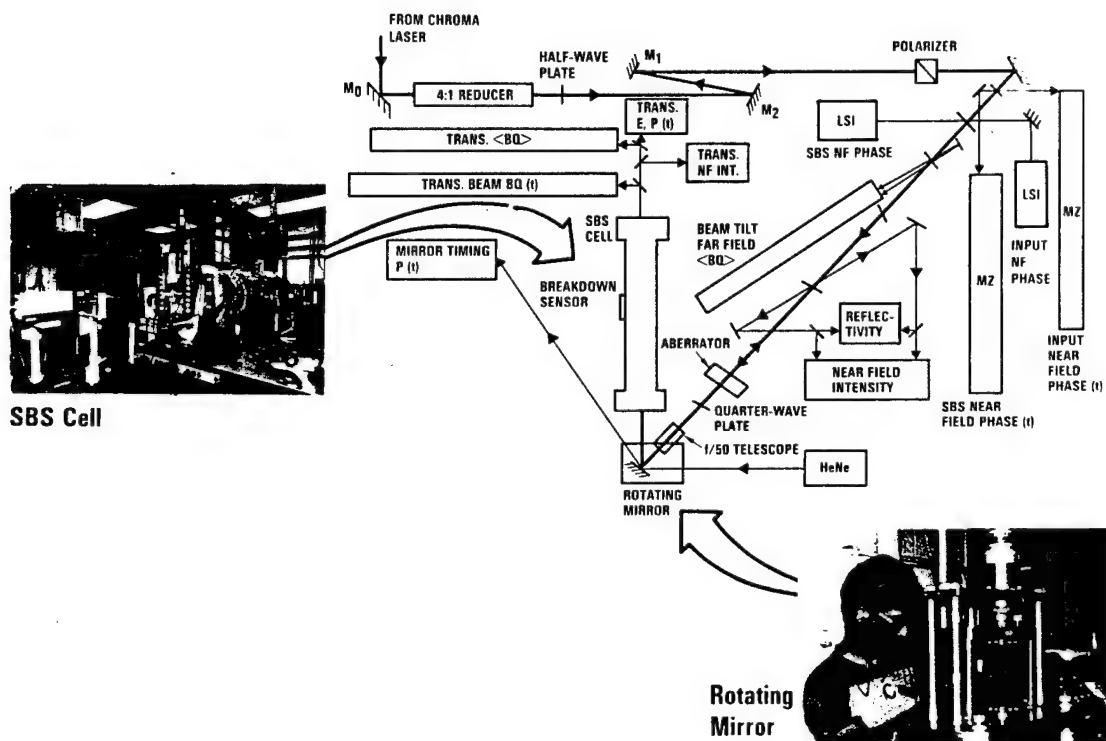 FROM CHROMA
LASER
M0
4:1 REDUCER
HALF-WAVE
PLATE
M1
M2
POLARIZER
TRANS.
E, P (t)
TRANS. <BQ>
TRANS.
NF INT.
TRANS. BEAM BQ (t)
LSI
SBS NF PHASE
LSI
INPUT
NF
PHASE
MZ
INPUT NEAR
FIELD
PHASE (t)
MZ
SBS NEAR
FIELD PHASE (t)
SBS
CELL
MIRROR TIMING
P (t)
BREAKDOWN
SENSOR
BEAM TILT
FAR FIELD
<BQ>
REFLEC-
TIVITY
NEAR FIELD
INTENSITY
ABERRATOR
QUARTER-WAVE
PLATE
f/50 TELESCOPE
HeNe
ROTATING
MIRROR
SBS Cell
Rotating
Mirror